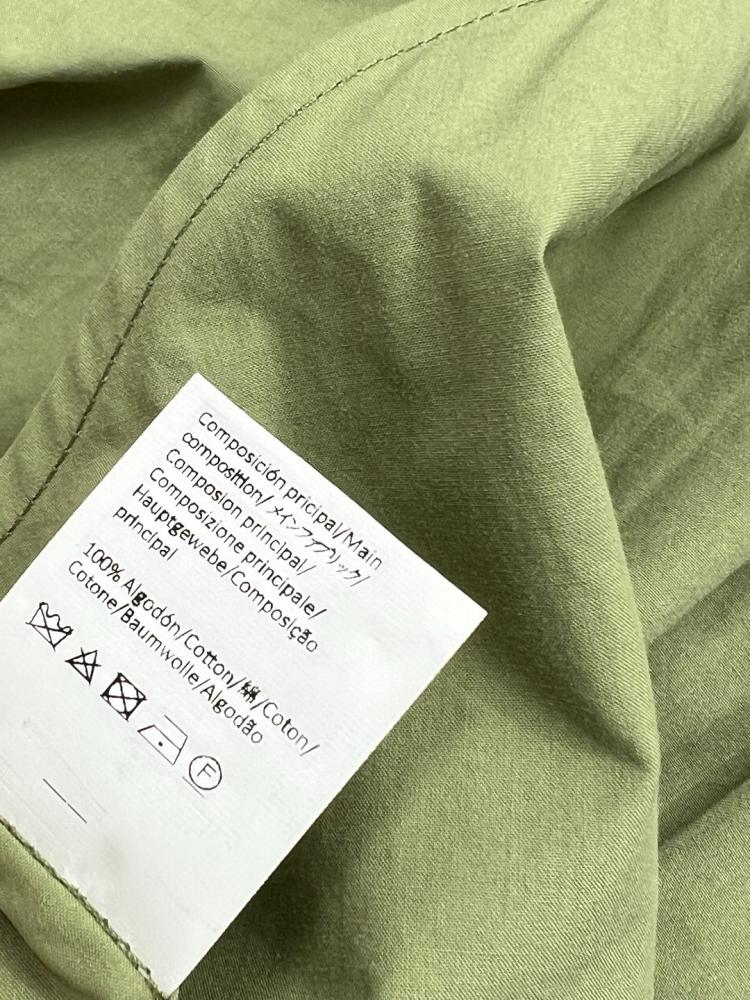 Composición pricipal/Main
composition/メインファブリック/
Composion principal/
Composizione principale/
Hauptgewebe/Composição
principal
100% Algodón/Cotton/綿/Coton/
Cotone/Baumwolle/Algodão
F